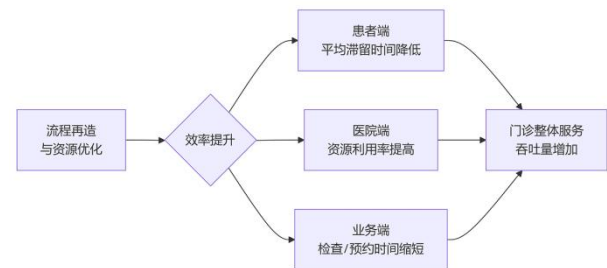 患者端
平均滞留时间降低
流程再造
与资源优化
效率提升
医院端
资源利用率提高
门诊整体服务
吞吐量增加
业务端
检查/预约时间缩短